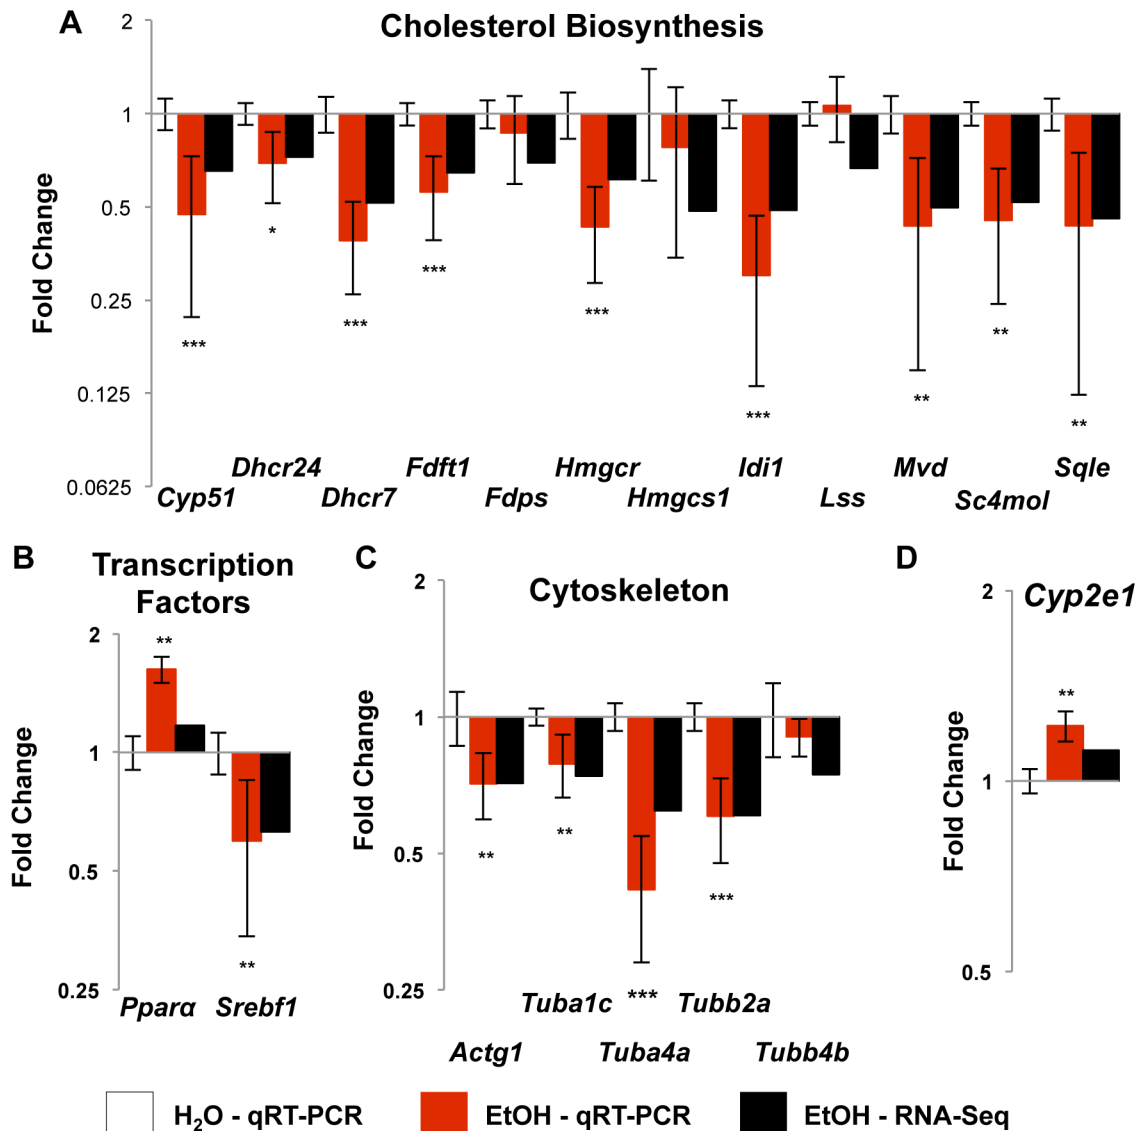 A
Cholesterol Biosynthesis
Fold Change
2
1
0.5
0.25
0.125
0.0625
***
*
***
***
***
***
**
**
**
Dhcr24 Fdft1 Hmgcr Idi1 Mvd Sqle
Cyp51 Dhcr7 Fdps Hmgcs1 Lss Sc4mol
B
Transcription
Factors
Fold Change
2
1
0.5
0.25
**
**
Pparα Srebf1
C
Cytoskeleton
Fold Change
2
1
0.5
0.25
**
**
***
***
Tuba1c Tubb2a
Actg1 Tuba4a Tubb4b
D
Cyp2e1
Fold Change
2
1
0.5
**
H₂O - qRT-PCR EtOH - qRT-PCR EtOH - RNA-Seq